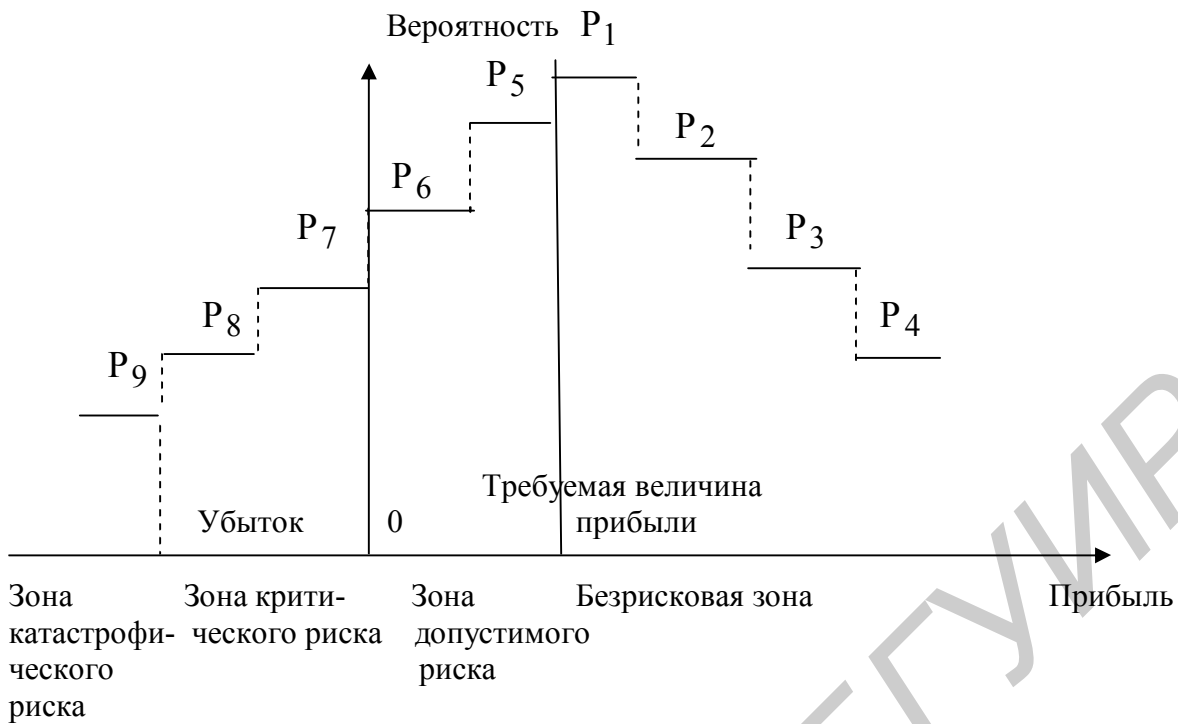 Вероятность P1
P5
P2
P6
P7
P3
P8
P4
P9
Требуемая величина
Убыток 0 прибыли
Зона Зона крити- Зона Безрисковая зона Прибыль
катастрофи- ческого риска допустимого
ческого риска
риска
ГУИР